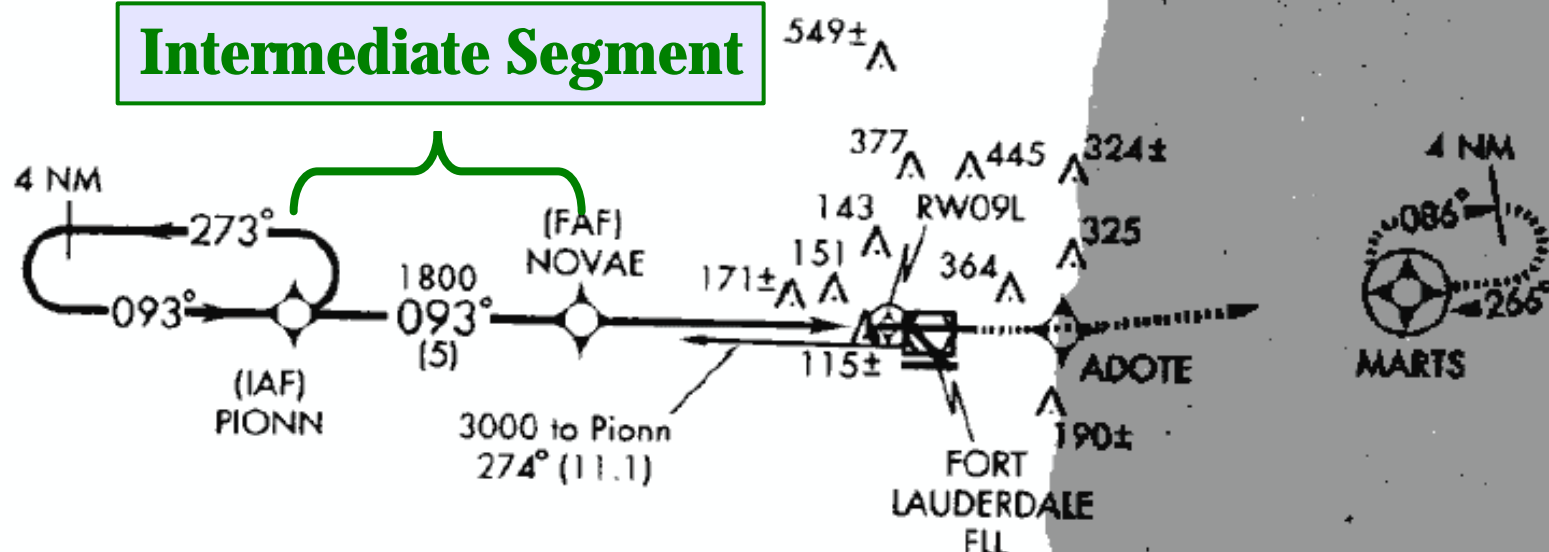 Intermediate Segment
549±
377
445
324±
4 NM
4 NM
143
RW09L
086°
273°
(FAF)
NOVAE
325
151
364
1800
171±
093°
093°
266°
(5)
115±
ADOTE
MARTS
(IAF)
PIONN
3000 to Pionn
274° (11.1)
190±
FORT
LAUDERDALE
FLL